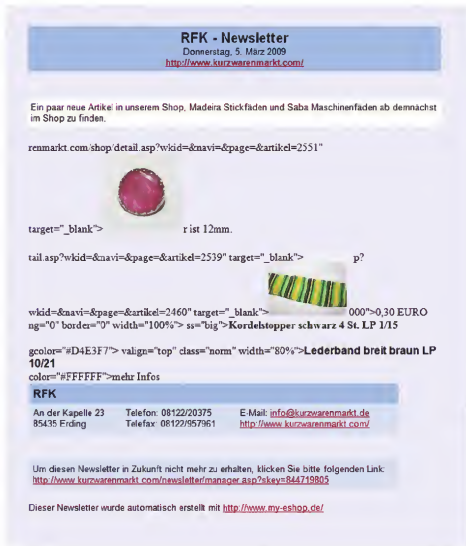 RFK - Newsletter
Donnerstag, 5. März 2009
http://www.kurzwarenmarkt.com/
Ein paar neue Artikel in unserem Shop, Madeira Stickfäden und Saba Maschinenfäden ab demnächst
im Shop zu finden.
renmarkt.com/shop/detail.asp?wkid=&navi=&page=&artikel=2551"
target="_blank"> r ist 12mm.
tail.asp?wkid=&navi=&page=&artikel=2539" target="_blank"> p?
wkid=&navi=&page=&artikel=2460" target="_blank"> 000">0,30 EURO
ng="0" border="0" width="100%"> ss="big">Kordelstopper schwarz 4 St. LP 1/15
gcolor="#D4E3F7"> valign="top" class="norm" width="80%">Lederband breit braun LP
10/21
color="#FFFFFF">mehr Infos
RFK
An der Kapelle 23 Telefon: 08122/20375 E-Mail: info@kurzwarenmarkt.de
85435 Erding Telefax: 08122/957961 http://www.kurzwarenmarkt.com/
Um diesen Newsletter in Zukunft nicht mehr zu erhalten, klicken Sie bitte folgenden Link:
http://www.kurzwarenmarkt.com/newsletter/manager.asp?skey=844719805
Dieser Newsletter wurde automatisch erstellt mit http://www.my-eshop.de/